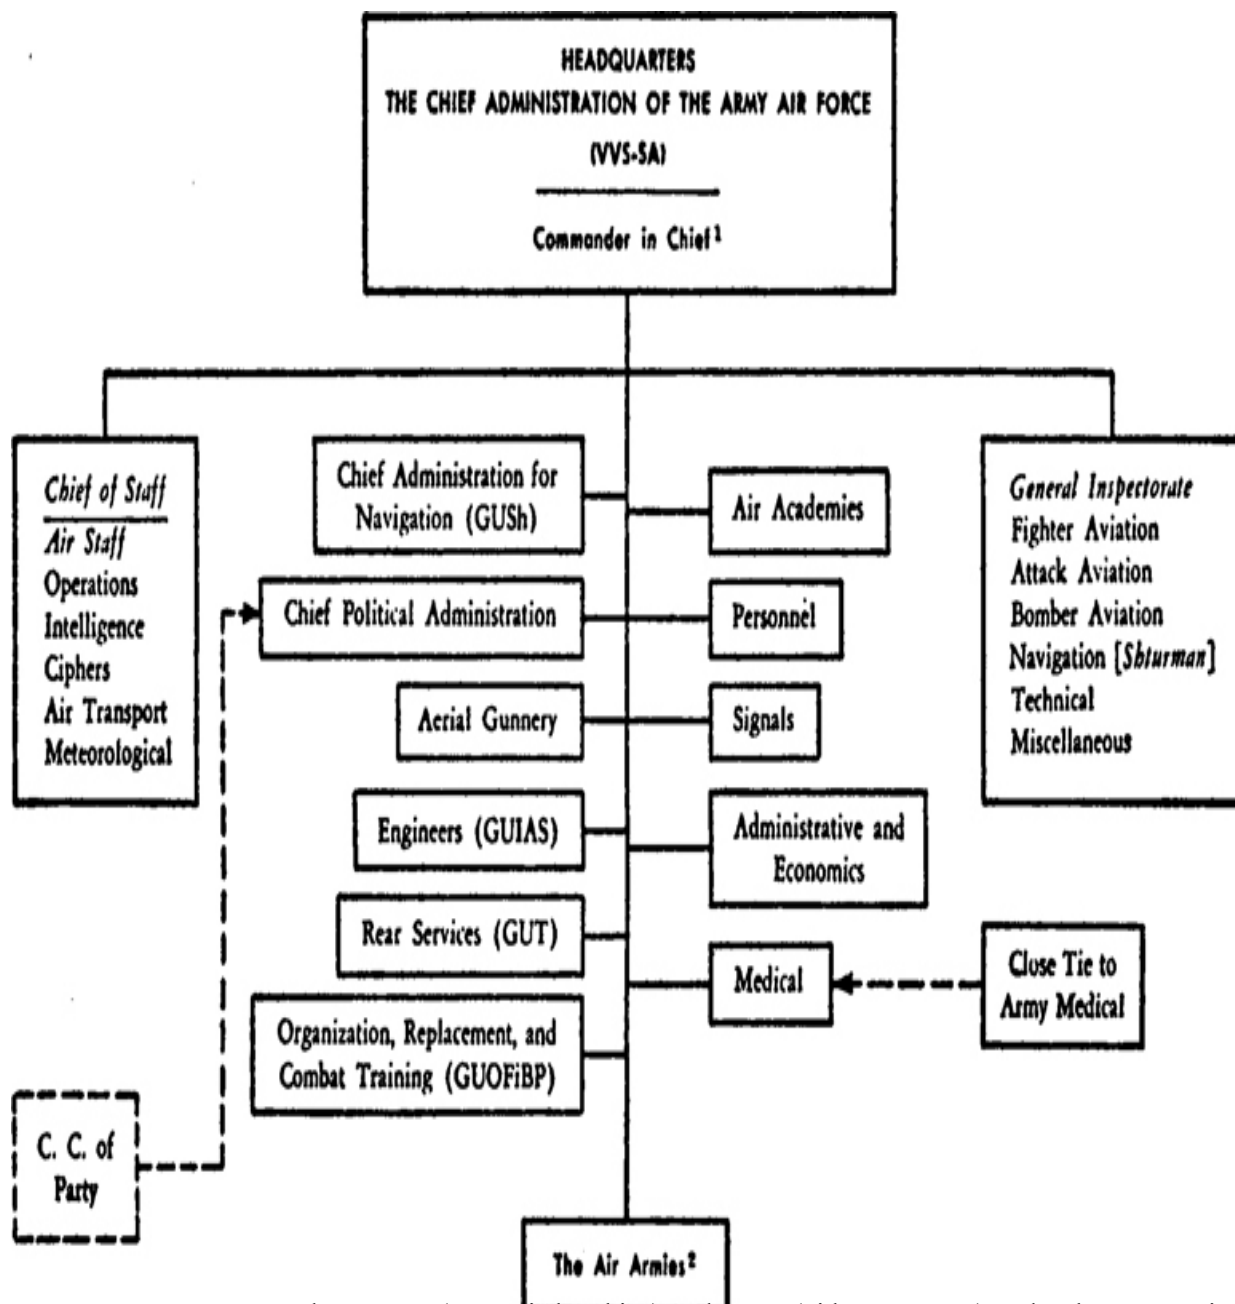 HEADQUARTERS
THE CHIEF ADMINISTRATION OF THE ARMY AIR FORCE
(VVS-SA)
Commander in Chief¹
Chief of Staff
Air Staff
Operations
Intelligence
Ciphers
Air Transport
Meteorological
Chief Administration for
Navigation (GUSh)
Chief Political Administration
Aerial Gunnery
Engineers (GUIAS)
Rear Services (GUT)
Organization, Replacement, and
Combat Training (GUOFiBP)
Air Academies
Personnel
Signals
Administrative and
Economics
Medical
General Inspectorate
Fighter Aviation
Attack Aviation
Bomber Aviation
Navigation [Shturman]
Technical
Miscellaneous
Close Tie to
Army Medical
C. C. of
Party
The Air Armies²